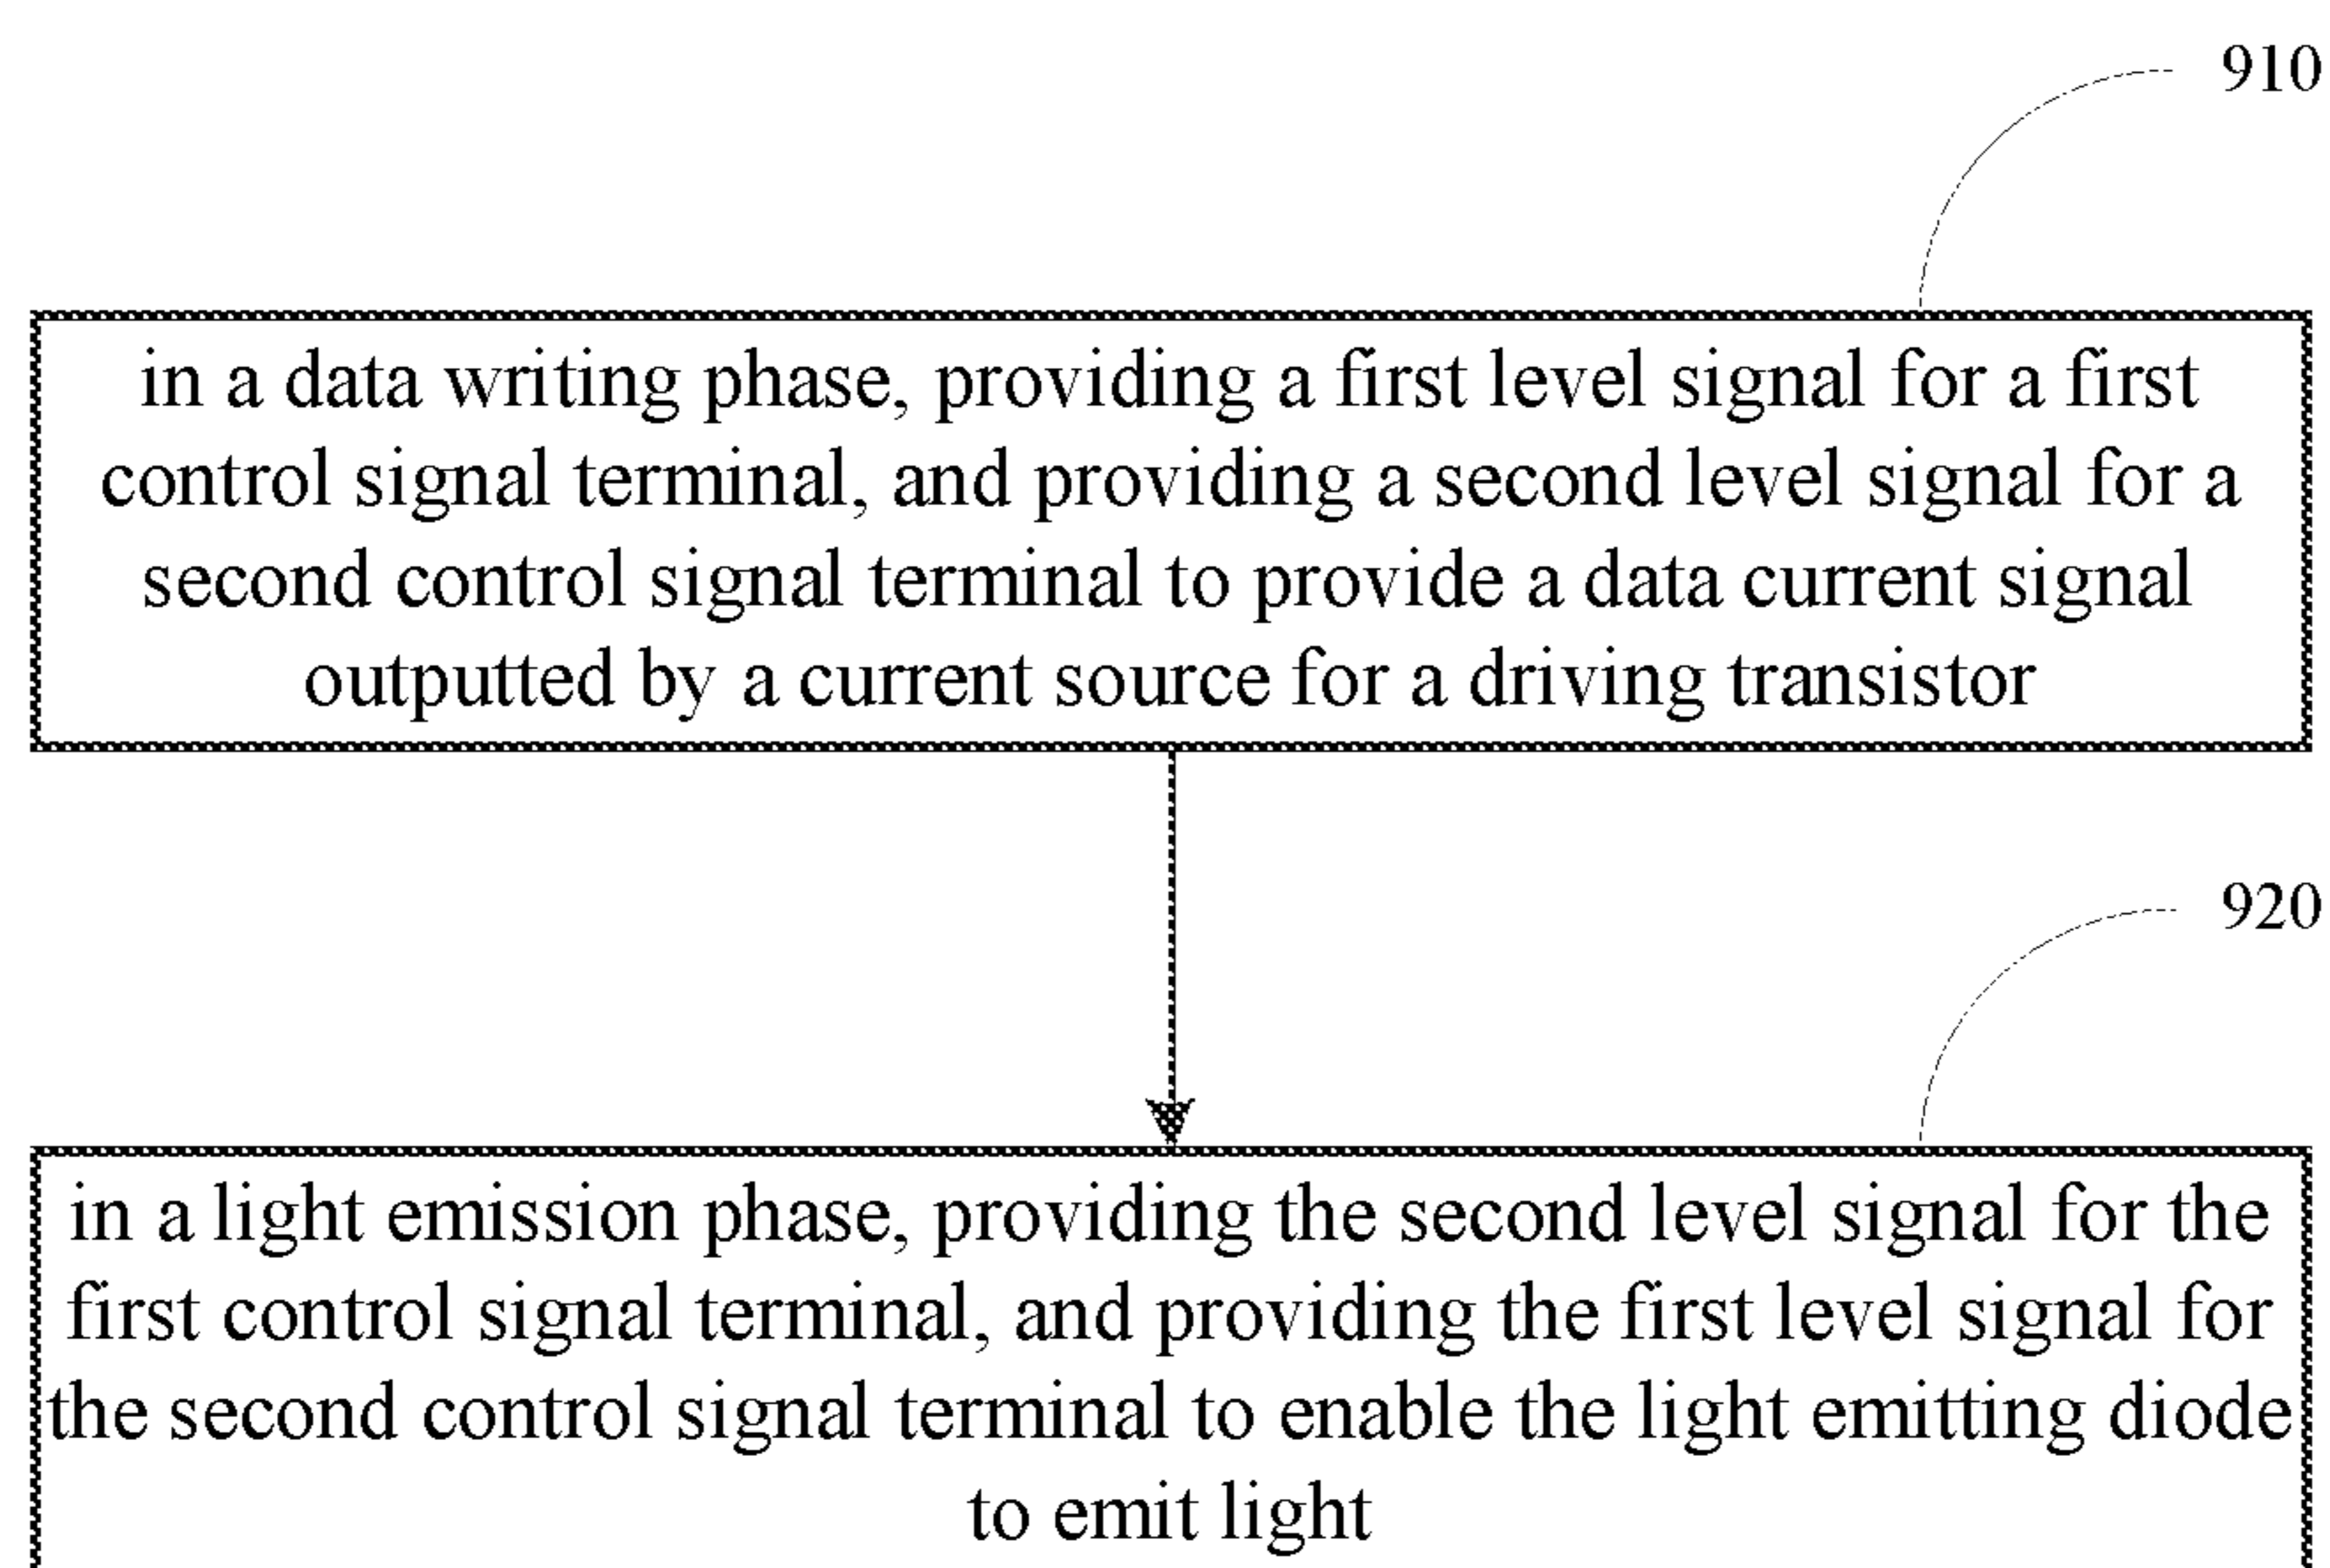 910
in a data writing phase, providing a first level signal for a first
control signal terminal, and providing a second level signal for a
second control signal terminal to provide a data current signal
outputted by a current source for a driving transistor
920
in a light emission phase, providing the second level signal for the
first control signal terminal, and providing the first level signal for
the second control signal terminal to enable the light emitting diode
to emit light